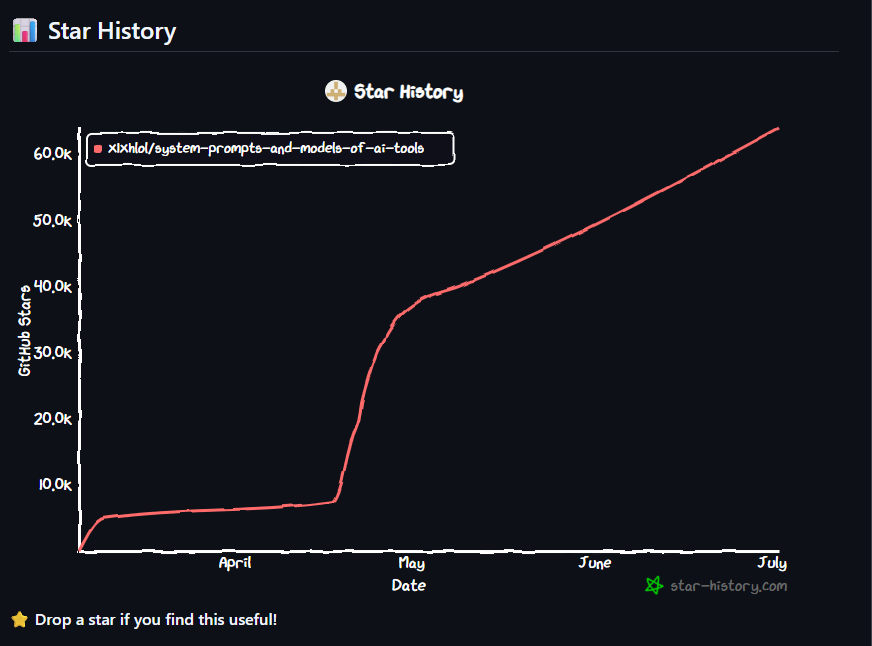 Star History
Star History
xlxhlol/system-prompts-and-models-of-ai-tools
60.0k
50.0k
40.0k
30.0k
20.0k
10.0k
GitHub Stars
April
May
June
July
Date
star-history.com
Drop a star if you find this useful!